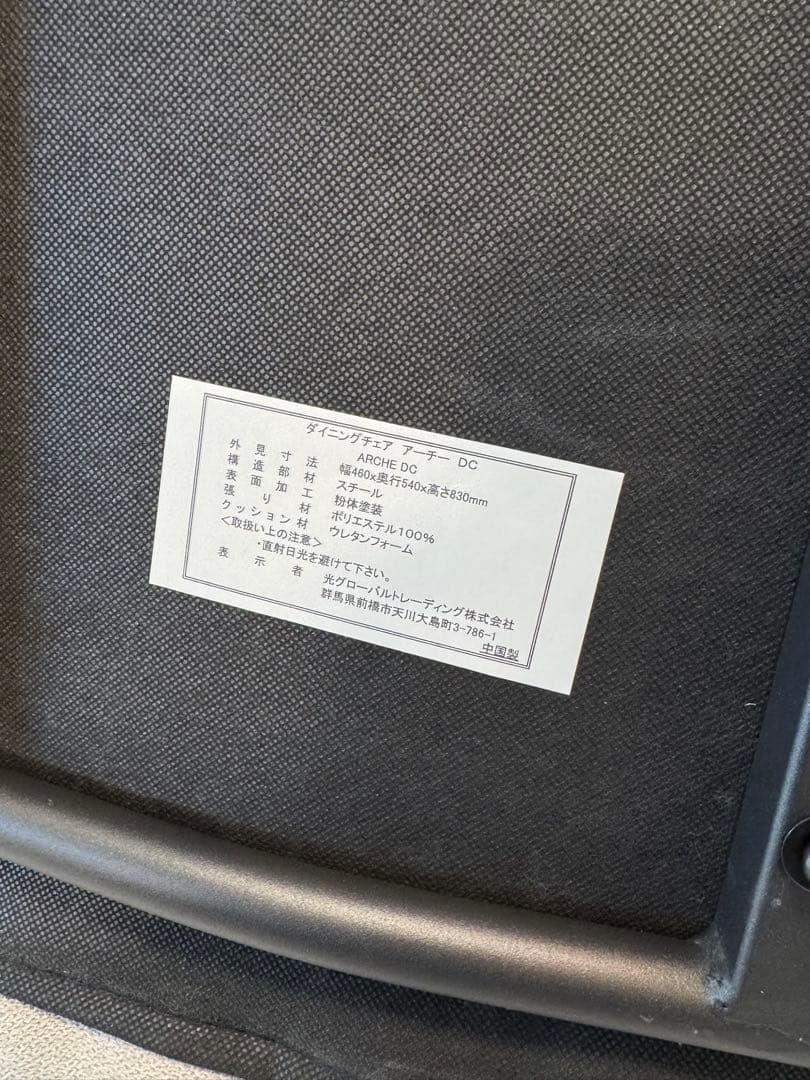 ダイニングチェア アーチー DC
ARCHE DC
外見寸法 幅460x奥行540x高さ830mm
構造部材 スチール
表面加工 粉体塗装
張り材 ポリエステル100%
クッション材 ウレタンフォーム
<取扱い上の注意>
・直射日光を避けて下さい。
表示者 光グローバルトレーディング株式会社
群馬県前橋市天川大島町3-786-1
中国製